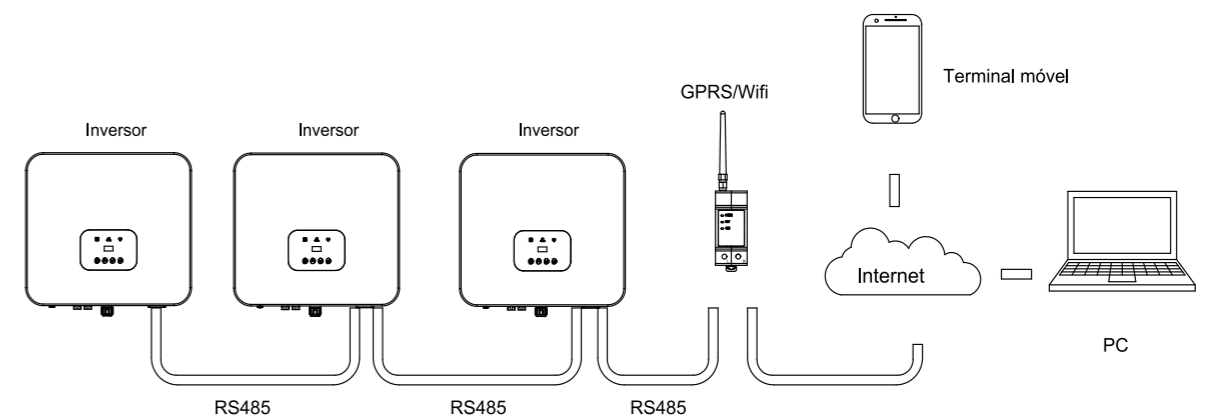 Terminal móvel
GPRS/Wifi
Inversor
Inversor
Inversor
Internet
PC
RS485
RS485
RS485